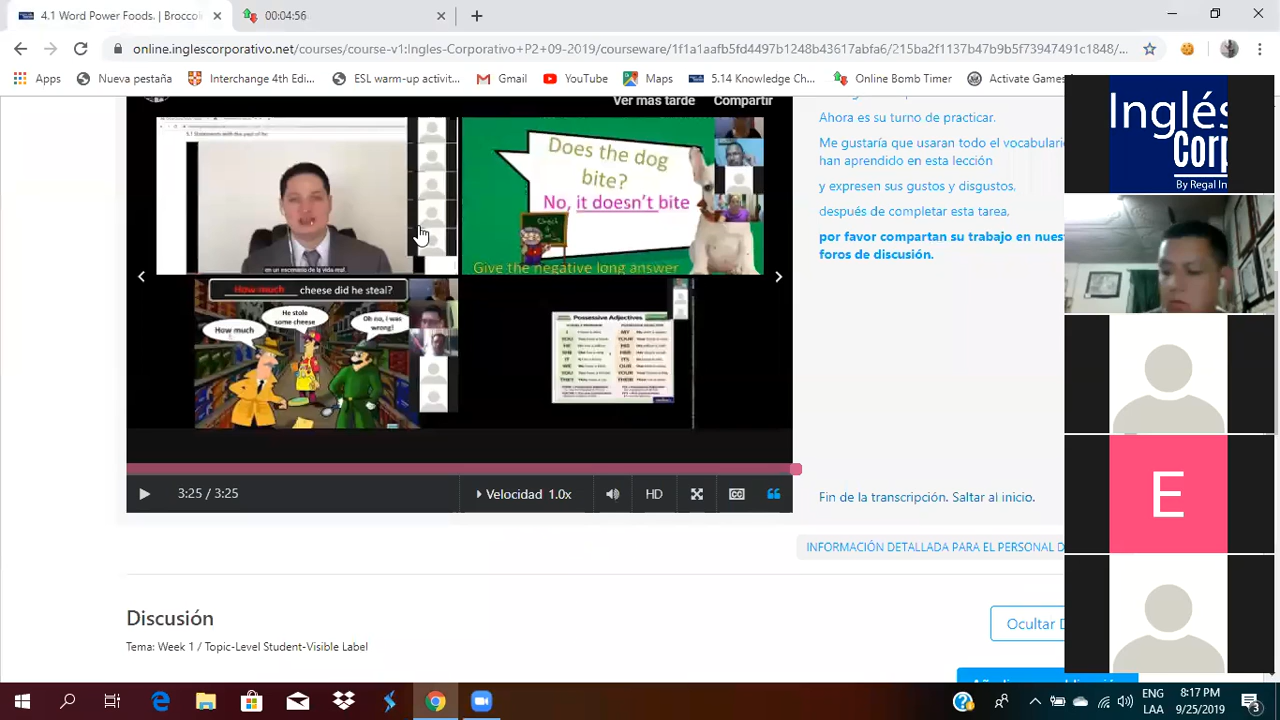 4.1 Word Power Foods. | Broccol
00:04:56
online.inglescorporativo.net/courses/course-v1:Ingles-Corporativo+P2+09-2019/courseware/1f1a1aafb5fd4497b1248b43617abfa6/215ba2f1137b47b9b5f73947491c1848/...
Apps
Nueva pestaña
Interchange 4th Edi...
ESL warm-up activi...
Gmail
YouTube
Maps
5.14 Knowledge Ch...
Online Bomb Timer
Activate Games
Ver más tarde
Compartir
Does the dog
bite?
No, it doesn't bite
Give the negative long answer
How much cheese did he steal?
How much
He stole
some cheese
Oh no, I was
wrong!
Possessive Adjectives
Ahora es su turno de practicar.
Me gustaría que usaran todo el vocabulari
han aprendido en esta lección
y expresen sus gustos y disgustos,
después de completar esta tarea,
por favor compartan su trabajo en nues
foros de discusión.
Fin de la transcripción. Saltar al inicio.
3:25 / 3:25
Velocidad 1.0x
HD
INFORMACIÓN DETALLADA PARA EL PERSONAL D
Discusión
Ocultar D
Tema: Week 1 / Topic-Level Student-Visible Label
Inglés
Corp
By Regal In
E
ENG
LAA
8:17 PM
9/25/2019
3